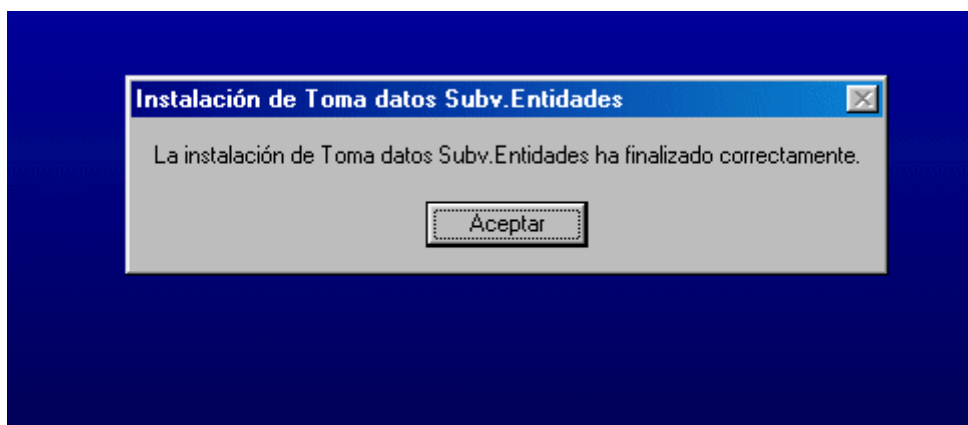 Instalación de Toma datos Subv.Entidades
La instalación de Toma datos Subv.Entidades ha finalizado correctamente.
Aceptar